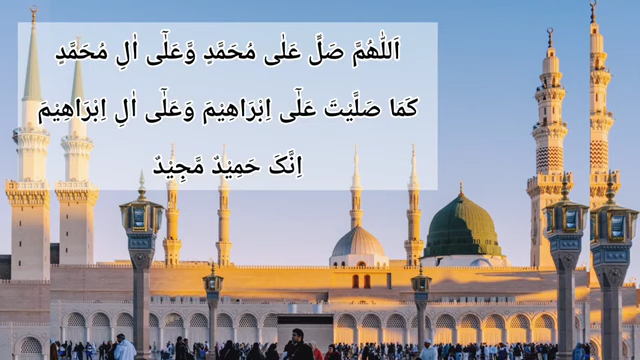 اَللّٰهُمَّ صَلَّ عَلٰی مُحَمَّدٍ وَّعَلٰٓی اٰلِ مُحَمَّدٍ
کَمَا صَلَّیْتَ عَلٰٓی اِبْرَاهِیْمَ وَعَلٰٓی اٰلِ اِبْرَاهِیْمَ
اِنَّکَ حَمِیْدٌ مَّجِیْدٌ